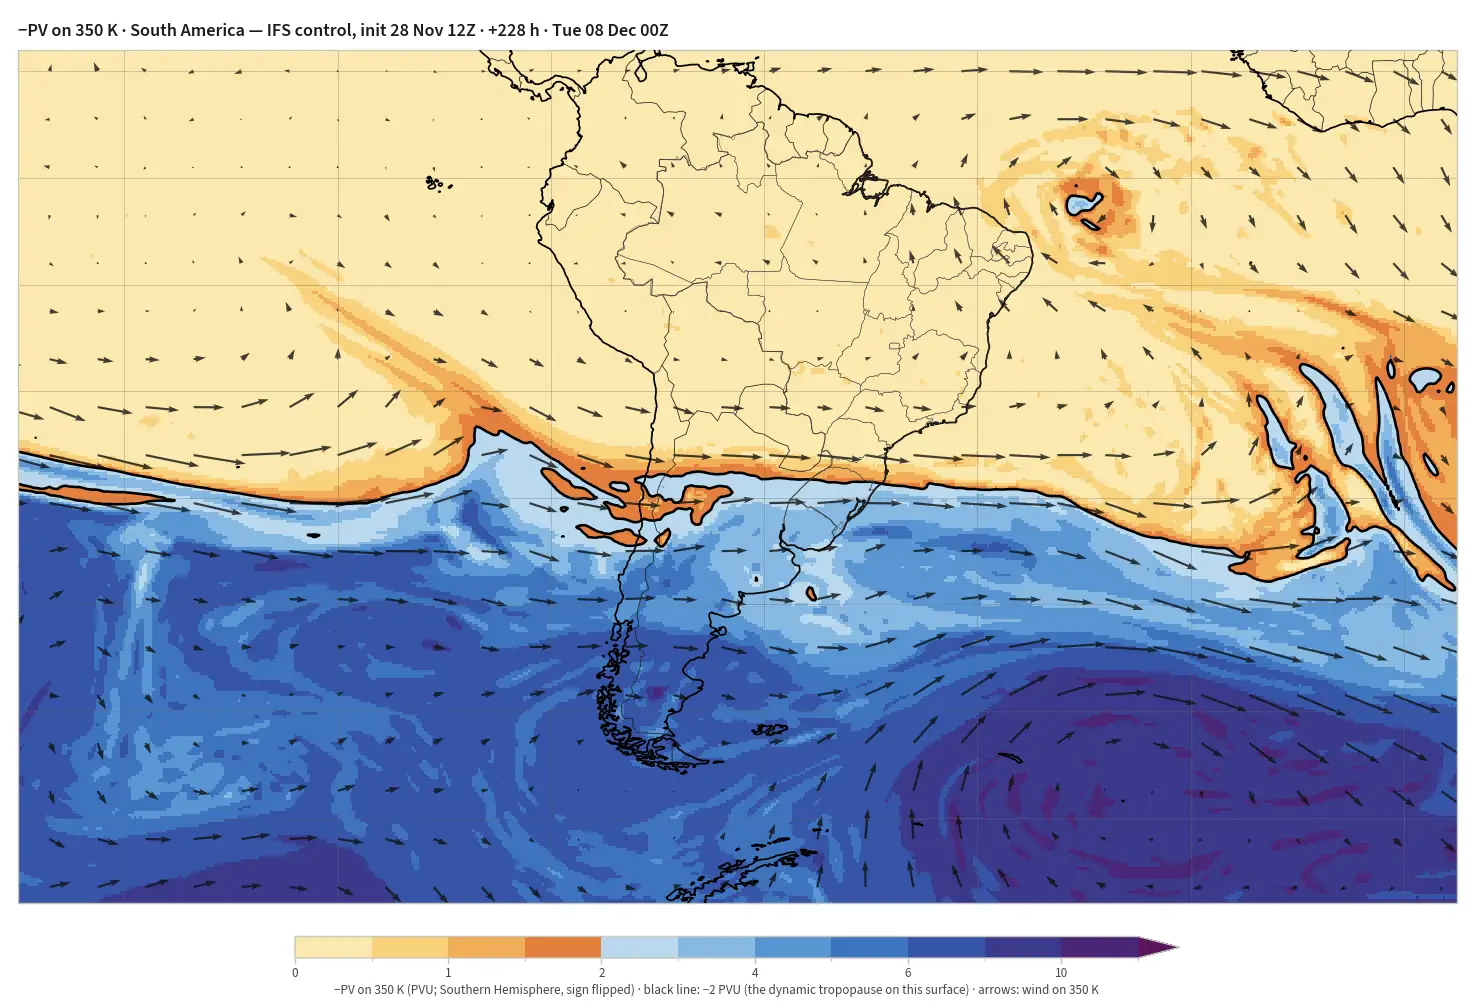 −PV on 350 K · South America — IFS control, init 28 Nov 12Z · +228 h · Tue 08 Dec 00Z
0 1 2 4 6 10
−PV on 350 K (PVU; Southern Hemisphere, sign flipped) · black line: −2 PVU (the dynamic tropopause on this surface) · arrows: wind on 350 K